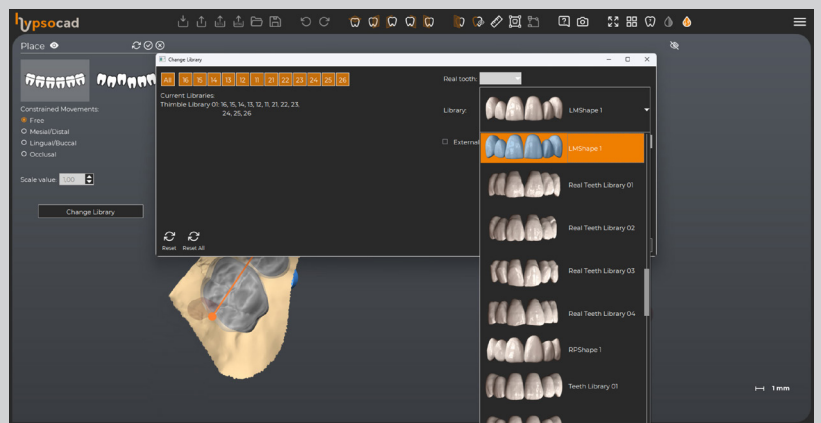 hypsocad
Place
Constrained Movements:
Free
Mesial/Distal
Lingual/Buccal
Occlusal
Scale value: 1.00
Change Library
Change Library
All 16 15 14 13 12 11 21 22 23 24 25 26
Current Libraries:
Thimble Library 01: 16, 15, 14, 13, 12, 11, 21, 22, 23,
24, 25, 26
Reset Reset All
Real tooth:
Library: LMShape 1
External
LMShape 1
Real Teeth Library 01
Real Teeth Library 02
Real Teeth Library 03
Real Teeth Library 04
RPShape 1
Teeth Library 01
1 mm